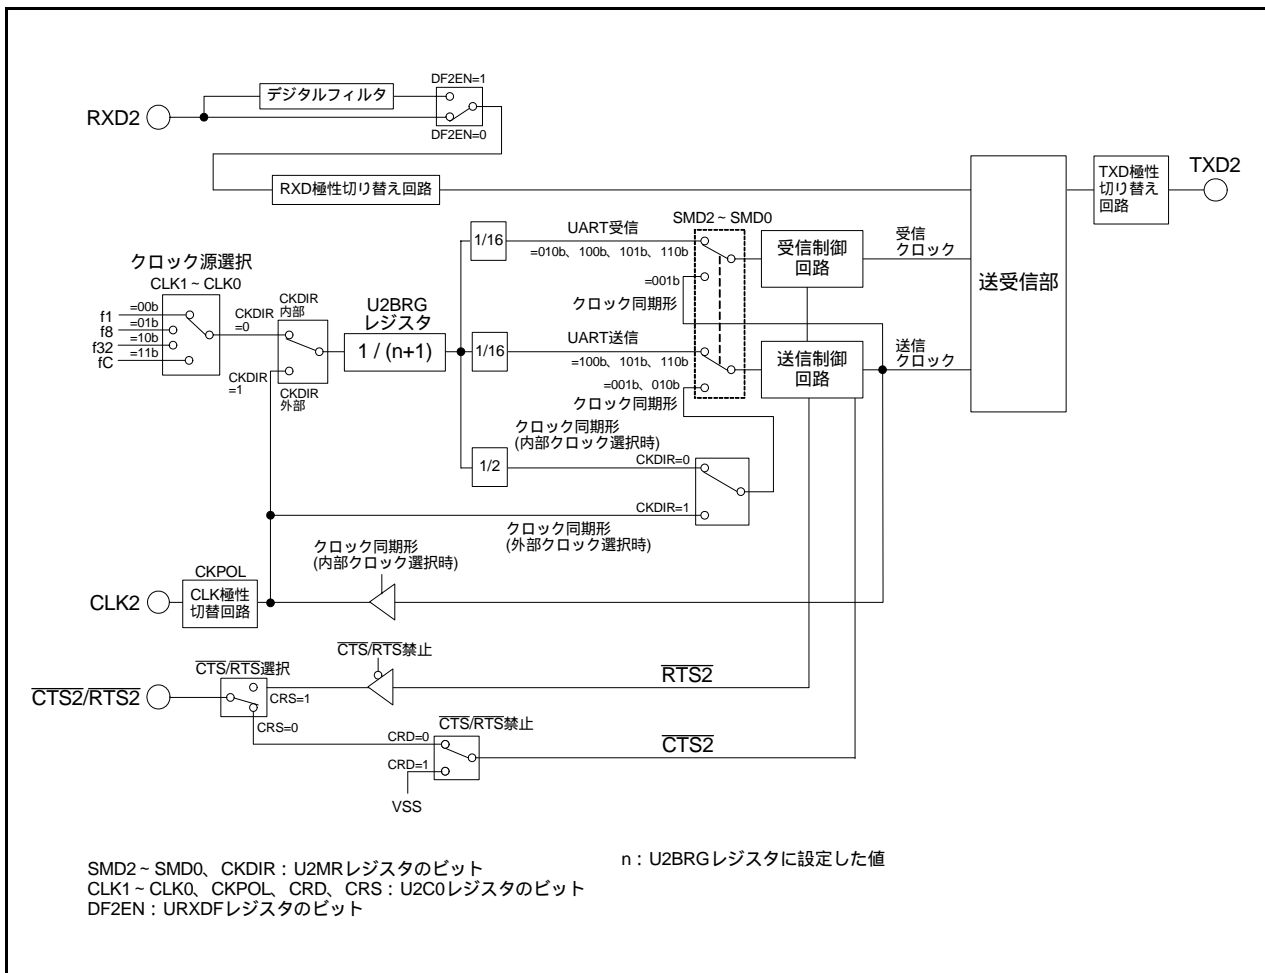 DF2EN=1
デジタルフィルタ
RXD2
DF2EN=0
RXD極性切り替え回路
TXD極性
切り替え
回路
TXD2
クロック源選択
CLK1～CLK0
f1
=00b
f8
=01b
f32
=10b
fC
=11b
CKDIR
=0
CKDIR
内部
CKDIR
=1
CKDIR
外部
U2BRG
レジスタ
1 / (n+1)
1/16
UART受信
=010b、100b、101b、110b
SMD2～SMD0
=001b
クロック同期形
受信制御
回路
受信
クロック
送受信部
1/16
UART送信
=100b、101b、110b
=001b、010b
クロック同期形
送信制御
回路
送信
クロック
クロック同期形
(内部クロック選択時)
1/2
CKDIR=0
CKDIR=1
クロック同期形
(外部クロック選択時)
クロック同期形
(内部クロック選択時)
CKPOL
CLK2
CLK極性
切替回路
CTS/RTS選択
CTS/RTS禁止
RTS2
CTS2/RTS2
CRS=1
CRS=0
CTS/RTS禁止
CRD=0
CRD=1
CTS2
VSS
SMD2～SMD0、CKDIR：U2MRレジスタのビット
CLK1～CLK0、CKPOL、CRD、CRS：U2C0レジスタのビット
DF2EN：URXDFレジスタのビット
n：U2BRGレジスタに設定した値